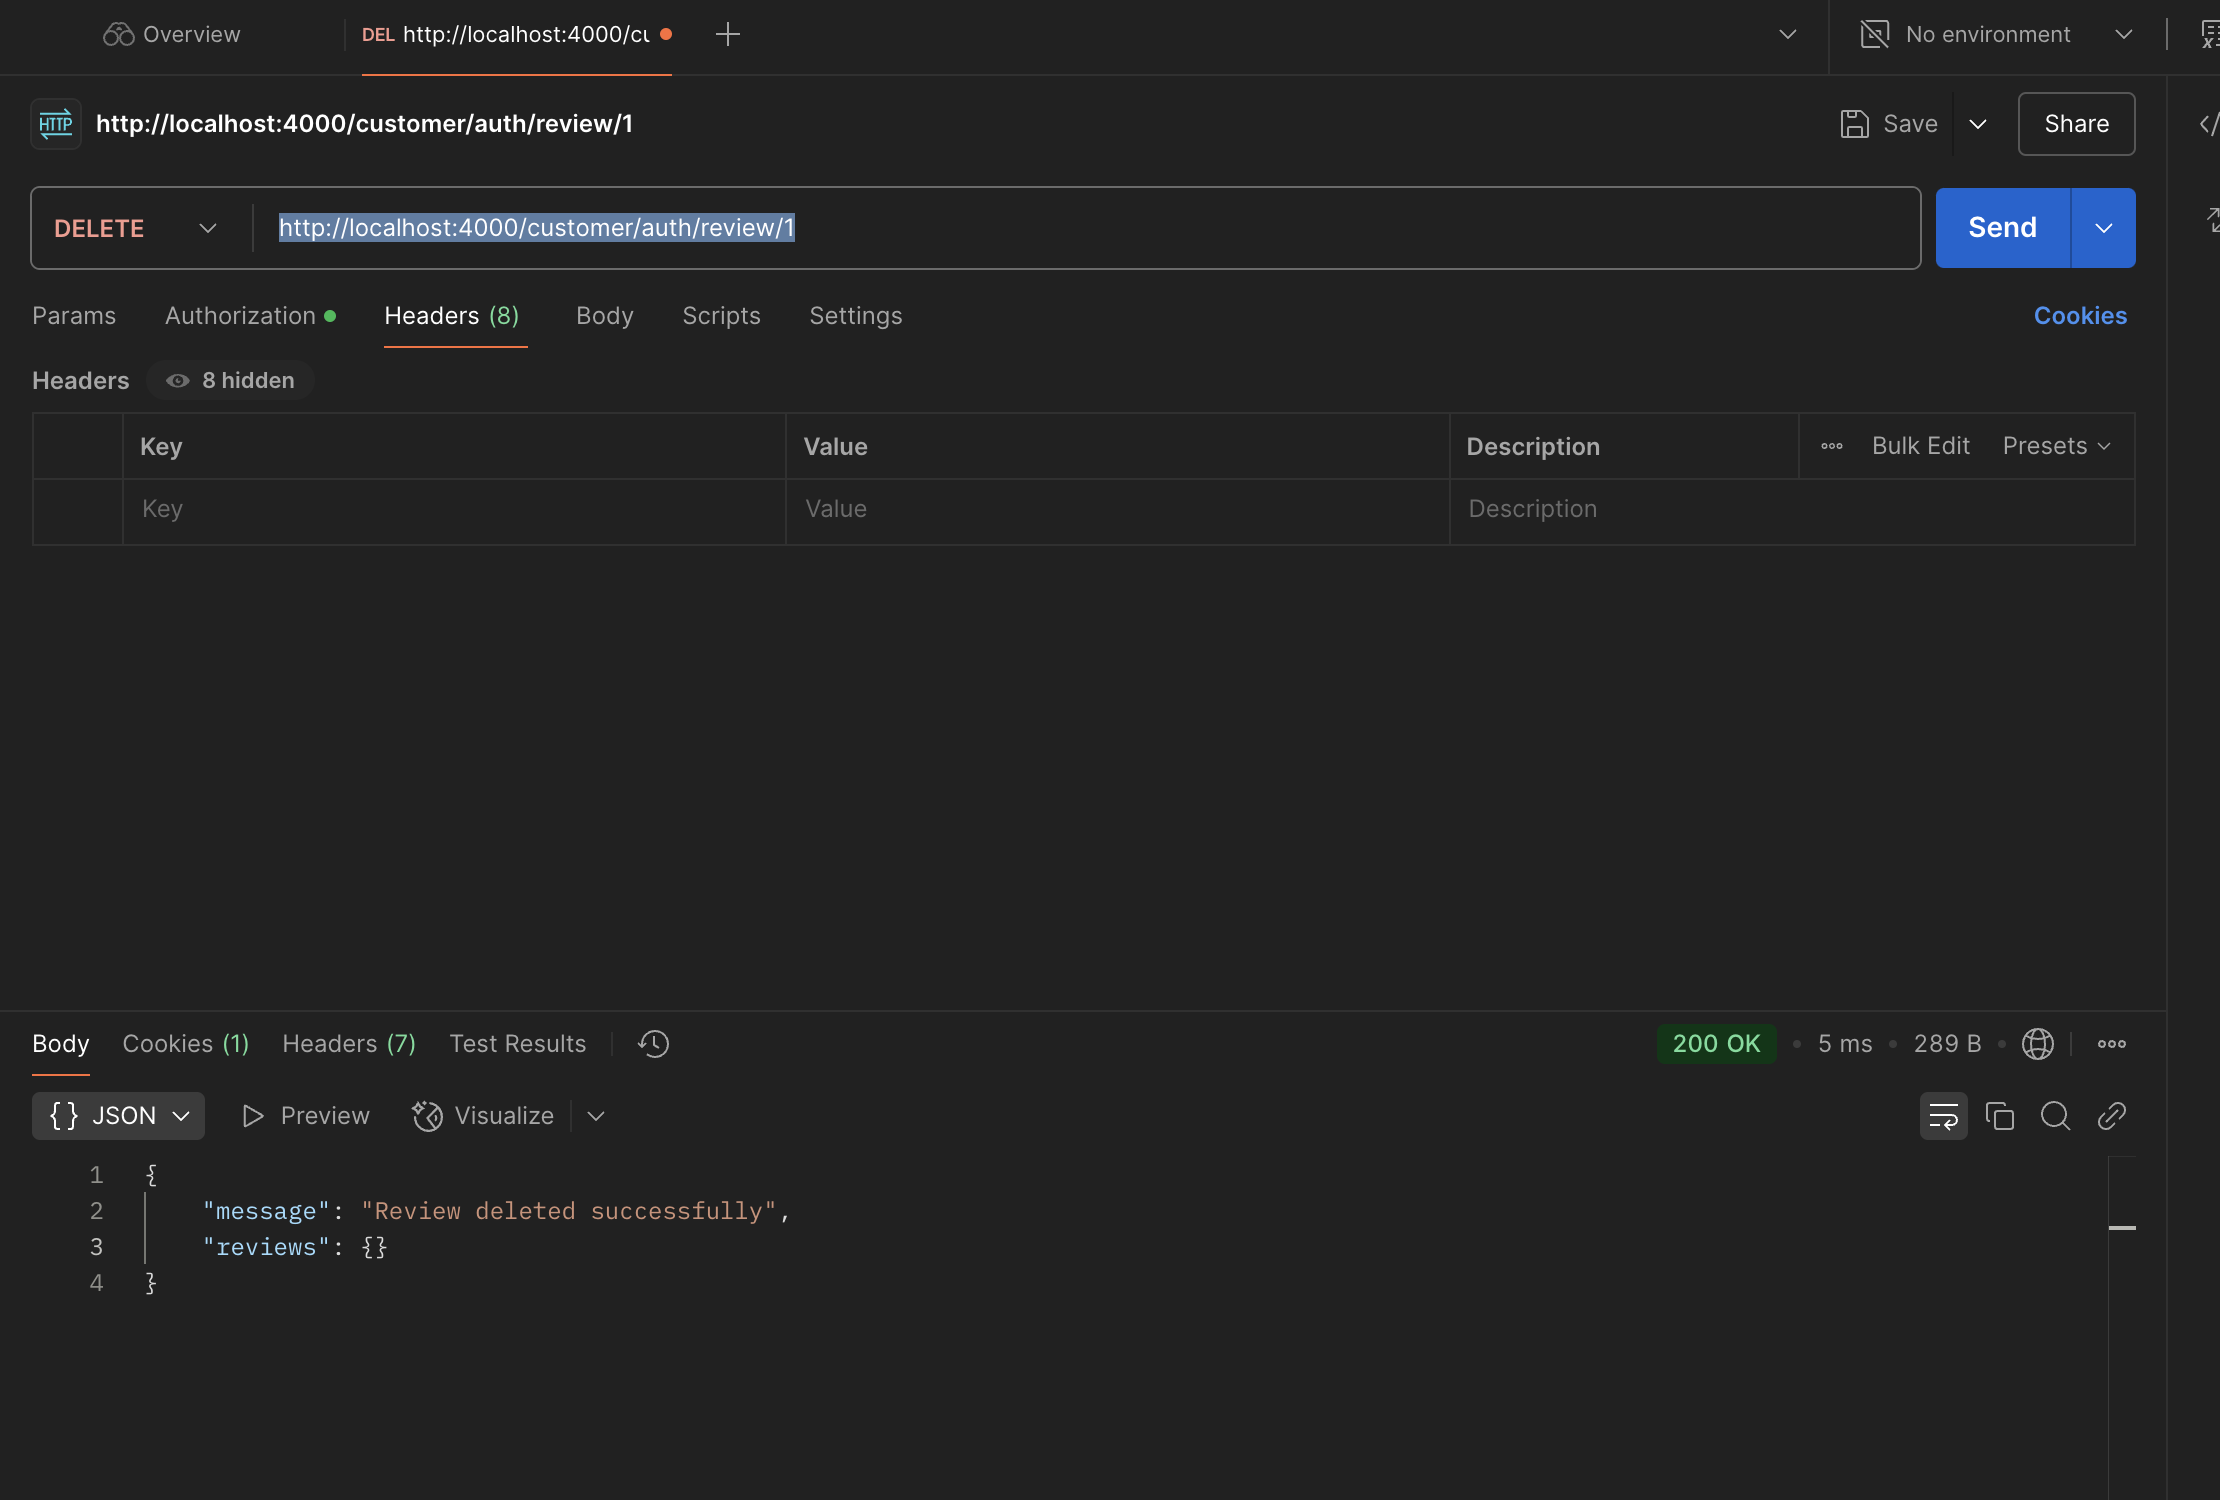 Overview
DEL http://localhost:4000/cu
No environment
HTTP http://localhost:4000/customer/auth/review/1
Save
Share
DELETE http://localhost:4000/customer/auth/review/1
Send
Params Authorization Headers (8) Body Scripts Settings
Cookies
Headers 8 hidden
Key Value Description Bulk Edit Presets
Key Value Description
Body Cookies (1) Headers (7) Test Results
200 OK • 5 ms • 289 B •
{} JSON Preview Visualize
1 {
2 "message": "Review deleted successfully",
3 "reviews": {}
4 }